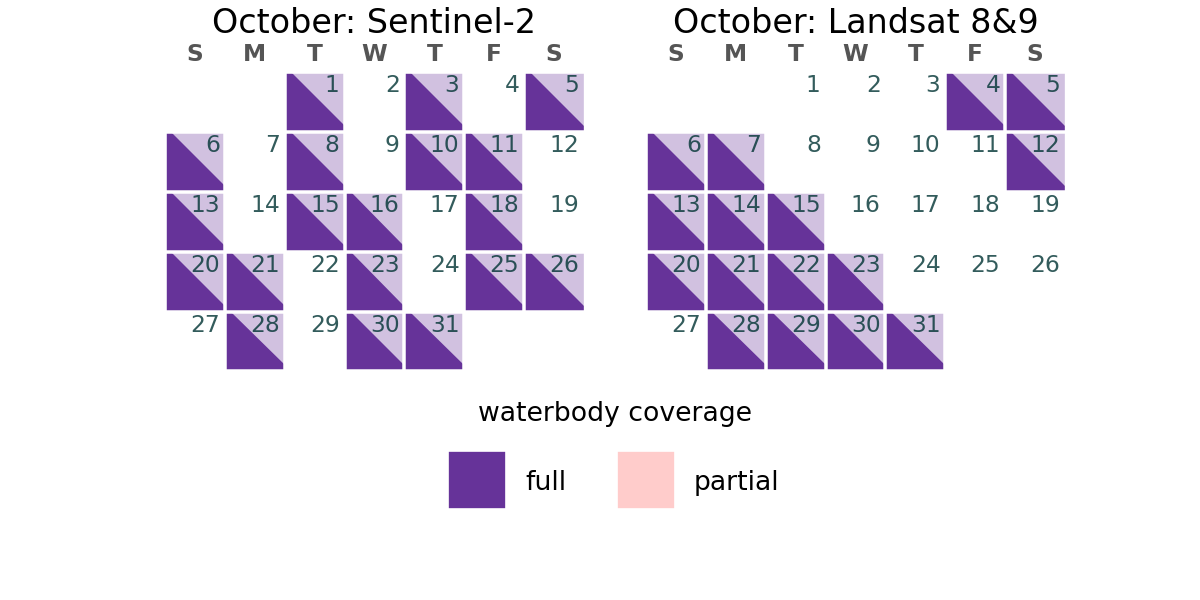 October: Sentinel-2
S M T W T F S
1 2 3 4 5
6 7 8 9 10 11 12
13 14 15 16 17 18 19
20 21 22 23 24 25 26
27 28 29 30 31
October: Landsat 8&9
S M T W T F S
1 2 3 4 5
6 7 8 9 10 11 12
13 14 15 16 17 18 19
20 21 22 23 24 25 26
27 28 29 30 31
waterbody coverage
full partial